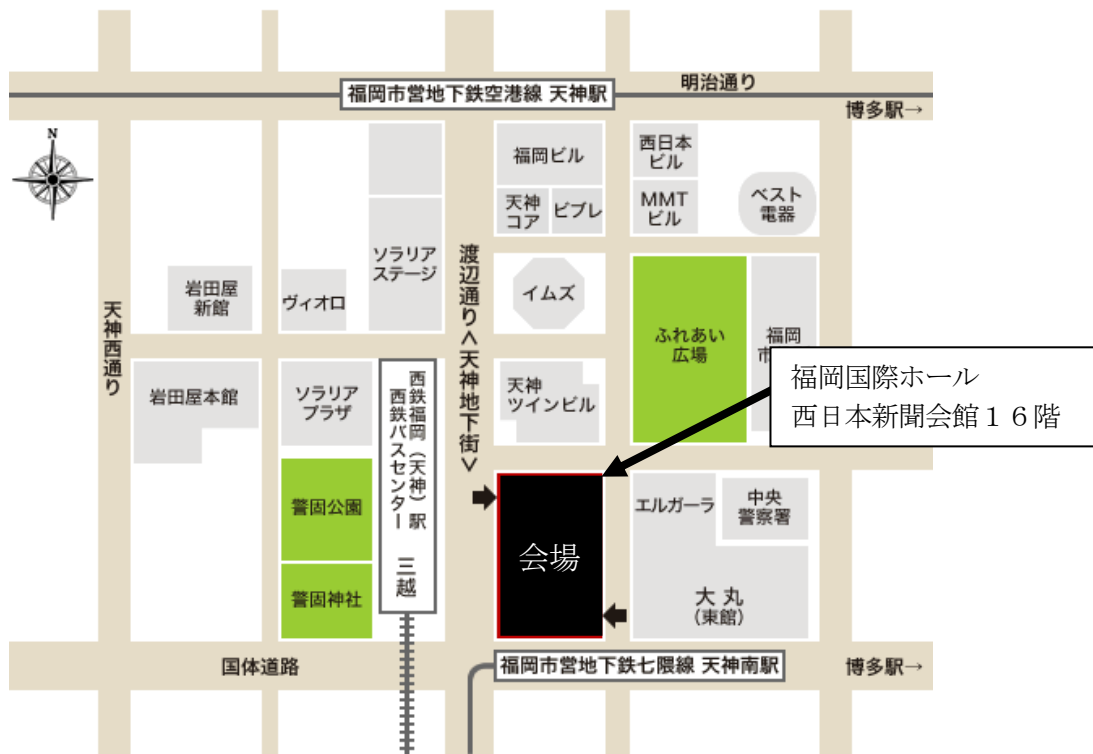 明治通り
福岡市営地下鉄空港線 天神駅
博多駅→
N
福岡ビル
西日本
ビル
天神
コア
ビブレ
MMT
ビル
ベスト
電器
ソラリア
ステージ
渡辺通り<天神地下街>
岩田屋
新館
ヴィオロ
イムズ
天神西通り
ふれあい
広場
福岡
市
福岡国際ホール
西日本新聞会館16階
岩田屋本館
ソラリア
プラザ
西鉄福岡(天神)駅
西鉄バスセンター
三越
天神
ツインビル
警固公園
エルガーラ
中央
警察署
会場
警固神社
大丸
(東館)
国体道路
福岡市営地下鉄七隈線 天神南駅
博多駅→